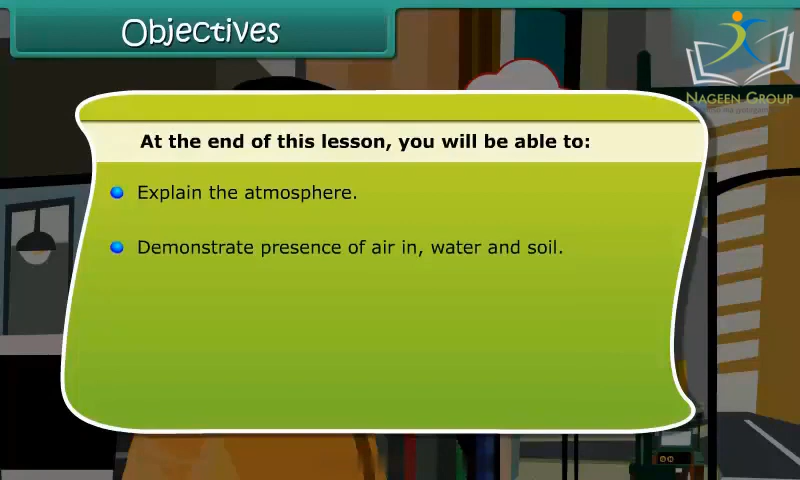 Objectives
NAGEEN GROUP
At the end of this lesson, you will be able to:
Explain the atmosphere.
Demonstrate presence of air in, water and soil.